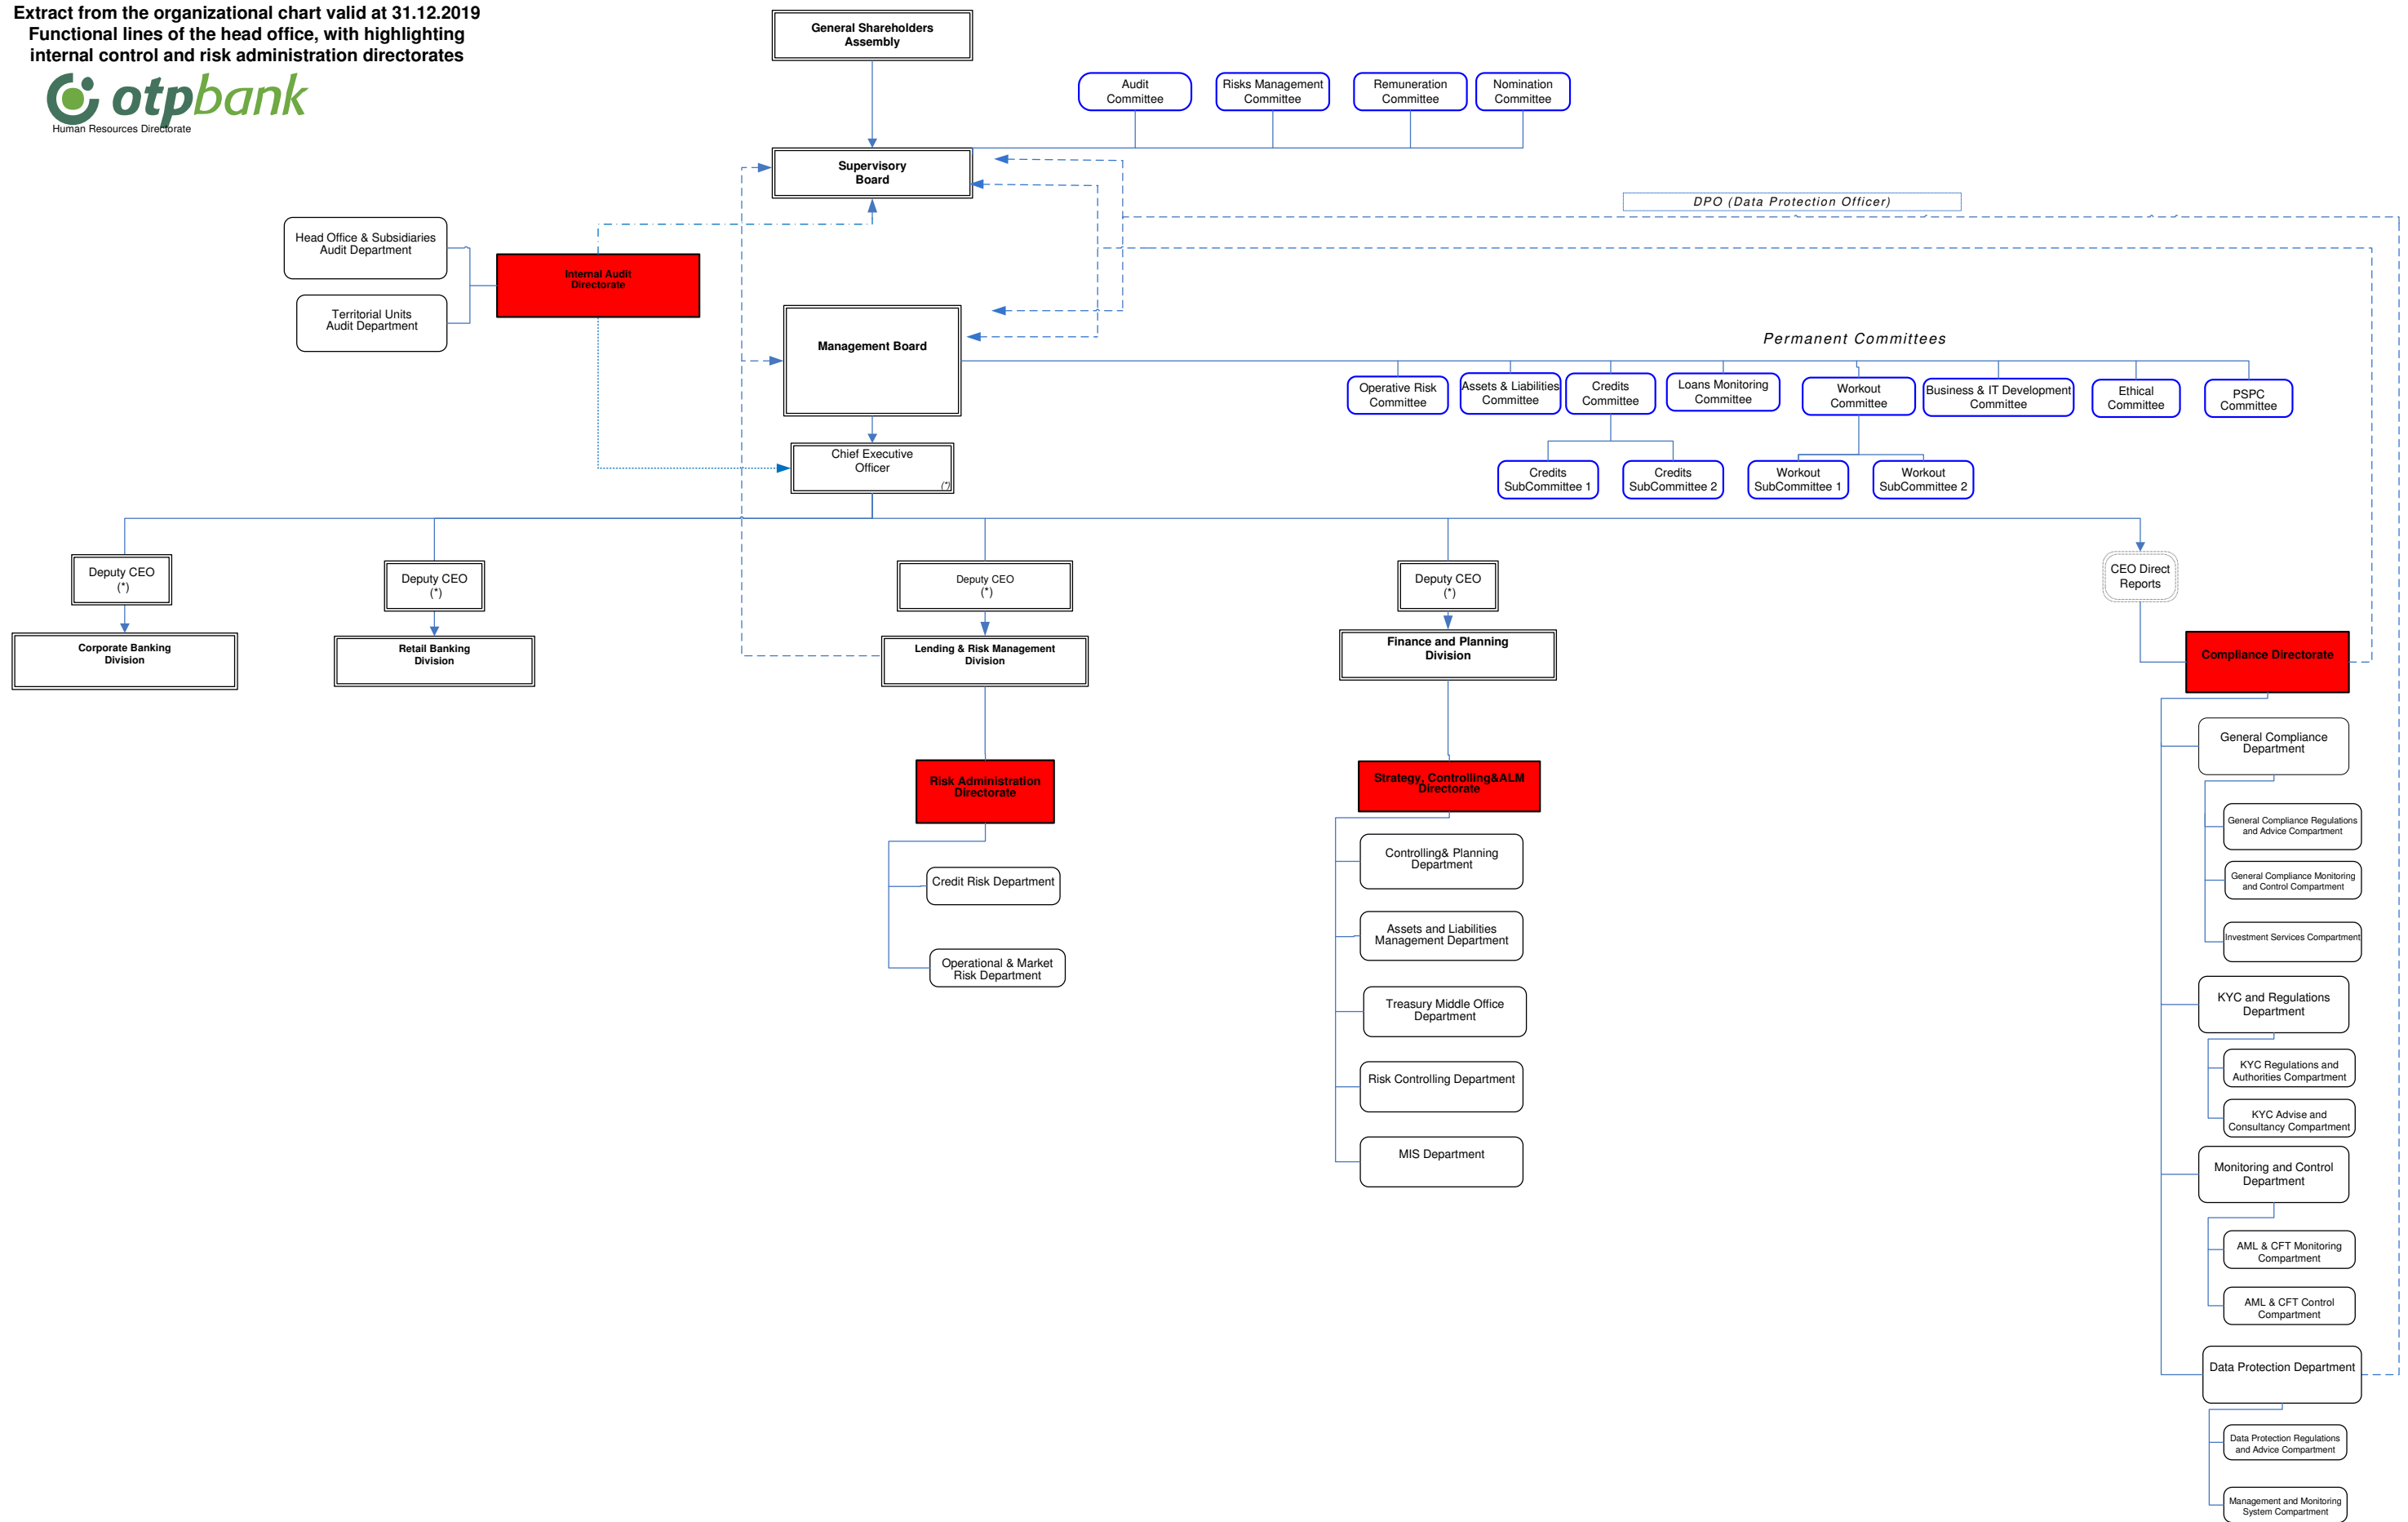 Extract from the organizational chart valid at 31.12.2019
Functional lines of the head office, with highlighting
internal control and risk administration directorates
otpbank
Human Resources Directorate
General Shareholders
Assembly
Audit
Committee
Risks Management
Committee
Remuneration
Committee
Nomination
Committee
Supervisory
Board
DPO (Data Protection Officer)
Head Office & Subsidiaries
Audit Department
Territorial Units
Audit Department
Internal Audit
Directorate
Management Board
Permanent Committees
Operative Risk
Committee
Assets & Liabilities
Committee
Credits
Committee
Loans Monitoring
Committee
Workout
Committee
Business & IT Development
Committee
Ethical
Committee
PSPC
Committee
Chief Executive
Officer
(*)
Credits
SubCommittee 1
Credits
SubCommittee 2
Workout
SubCommittee 1
Workout
SubCommittee 2
Deputy CEO
(*)
Deputy CEO
(*)
Deputy CEO
(*)
Deputy CEO
(*)
CEO Direct
Reports
Corporate Banking
Division
Retail Banking
Division
Lending & Risk Management
Division
Finance and Planning
Division
Compliance Directorate
Risk Administration
Directorate
Credit Risk Department
Operational & Market
Risk Department
Strategy, Controlling&ALM
Directorate
Controlling& Planning
Department
Assets and Liabilities
Management Department
Treasury Middle Office
Department
Risk Controlling Department
MIS Department
General Compliance
Department
General Compliance Regulations
and Advice Compartment
General Compliance Monitoring
and Control Compartment
Investment Services Compartment
KYC and Regulations
Department
KYC Regulations and
Authorities Compartment
KYC Advise and
Consultancy Compartment
Monitoring and Control
Department
AML & CFT Monitoring
Compartment
AML & CFT Control
Compartment
Data Protection Department
Data Protection Regulations
and Advice Compartment
Management and Monitoring
System Compartment